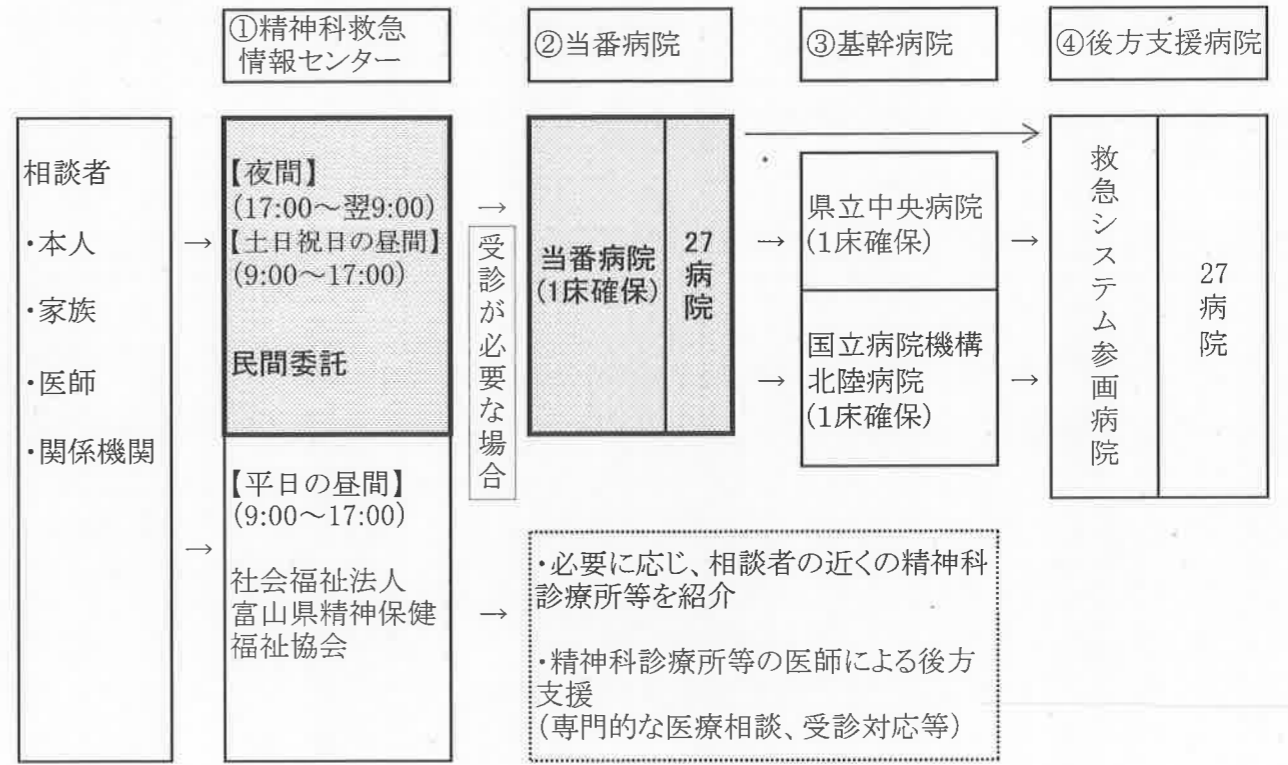 ①精神科救急
情報センター
②当番病院
③基幹病院
④後方支援病院
相談者
・本人
・家族
・医師
・関係機関
→
→
【夜間】
(17:00～翌9:00)
【土日祝日の昼間】
(9:00～17:00)
民間委託
【平日の昼間】
(9:00～17:00)
社会福祉法人
富山県精神保健
福祉協会
→
受診が必要な場合
→
当番病院
(1床確保)
27病院
→
→
県立中央病院
(1床確保)
国立病院機構
北陸病院
(1床確保)
→
→
救急システム参画病院
27病院
・必要に応じ、相談者の近くの精神科
診療所等を紹介
・精神科診療所等の医師による後方
支援
(専門的な医療相談、受診対応等)